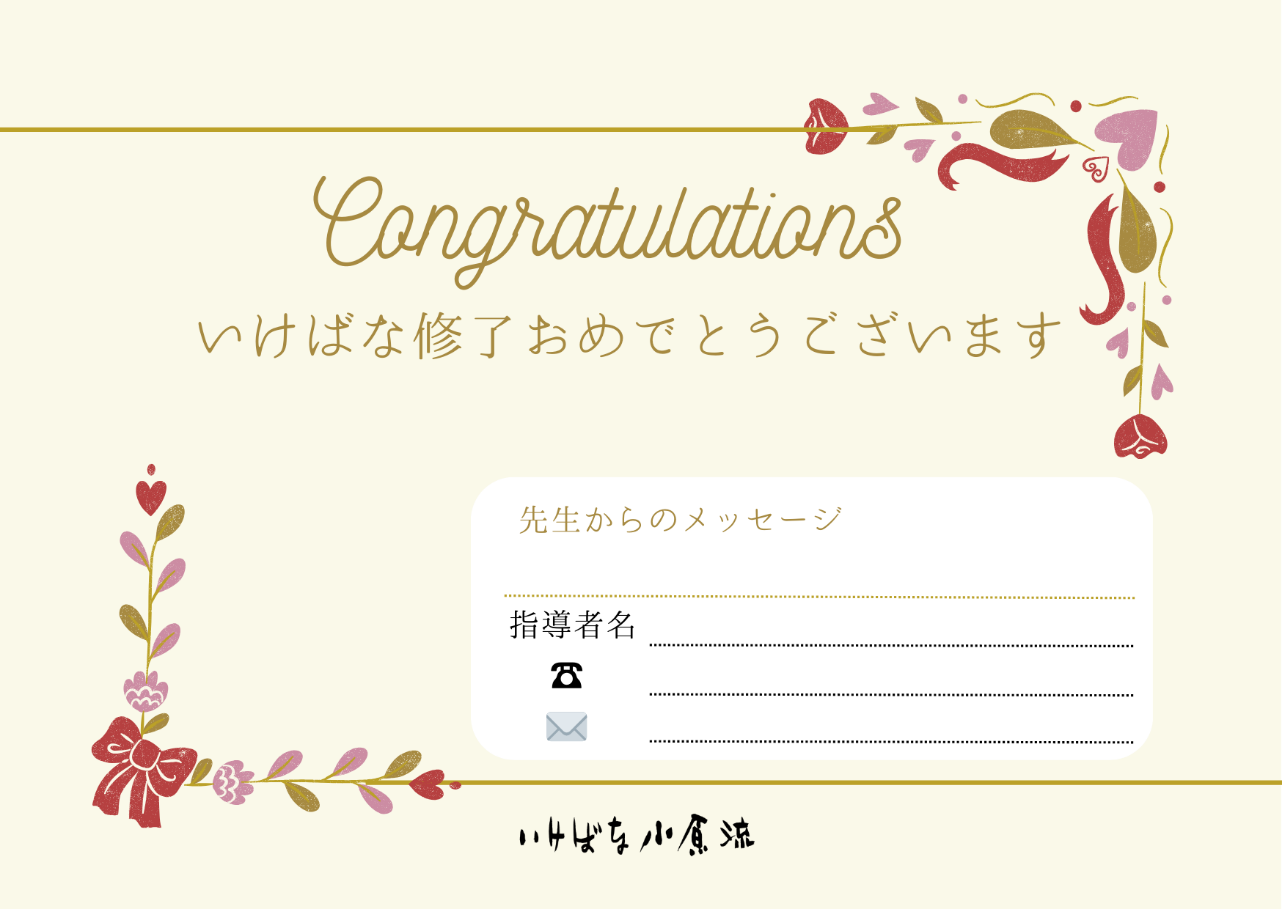 Congratulations
いけばな修了おめでとうございます
先生からのメッセージ
指導者名
いけばな小原流